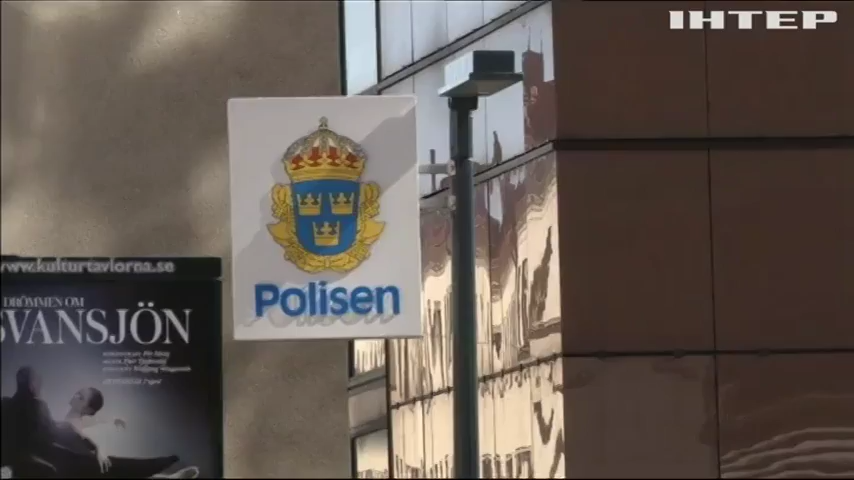 ІНТЕР
Polisen
www.kulturtavlorna.se
DRÖMMEN OM
SVANSJÖN